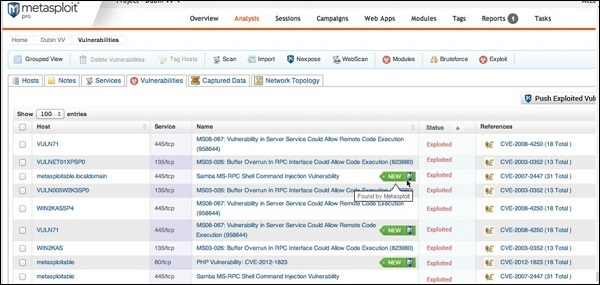 metasploit
pro
Overview Analysis Sessions Campaigns Web Apps Modules Tags Reports 1 Tasks
Home Dubin VV Vulnerabilities
Grouped View Delete Vulnerabilities Tag Hosts Scan Import Nexpose WebScan Modules Bruteforce Exploit
Hosts Notes Services Vulnerabilities Captured Data Network Topology
Push Exploited Vul
Show 100 entries
Host Service Name Status References
VULN71 445/tcp MS08-067: Vulnerability in Server Service Could Allow Remote Code Execution (958644) Exploited CVE-2008-4250 (18 Total )
VULNET01XPSP0 135/tcp MS03-026: Buffer Overrun In RPC Interface Could Allow Code Execution (823980) Exploited CVE-2003-0352 (13 Total )
metasploitable.localdomain 445/tcp Samba MS-RPC Shell Command Injection Vulnerability NEW Exploited CVE-2007-2447 (31 Total )
VULN00SW2K3SP0 135/tcp MS03-026: Buffer Overrun In RPC Interface Could Allow Code Exe Exploited CVE-2003-0352 (13 Total )
Found by Metasploit
WIN2KASSP4 445/tcp MS08-067: Vulnerability in Server Service Could Allow Remote Code Execution (958644) Exploited CVE-2008-4250 (18 Total )
VULN71 445/tcp MS08-067: Vulnerability in Server Service Could Allow Remote Code Execution (958644) NEW Exploited CVE-2008-4250 (18 Total )
WIN2KAS 135/tcp MS03-026: Buffer Overrun In RPC Interface Could Allow Code Execution (823980) Exploited CVE-2003-0352 (13 Total )
metasploitable 80/tcp PHP Vulnerability: CVE-2012-1823 NEW Exploited CVE-2012-1823 (18 Total )
metasploitable 445/tcp Samba MS-RPC Shell Command Injection Vulnerability Exploited CVE-2007-2447 (31 Total )